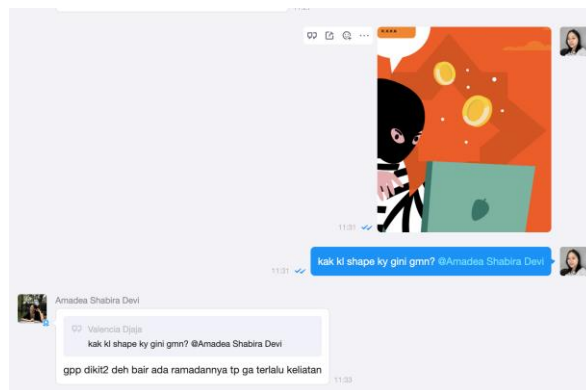 11:31
kak kl shape ky gini gmn? @Amadea Shabira Devi
11:31
Amadea Shabira Devi
Valencia Djaja
kak kl shape ky gini gmn? @Amadea Shabira Devi
gpp dikit2 deh bair ada ramadannya tp ga terlalu keliatan
11:33